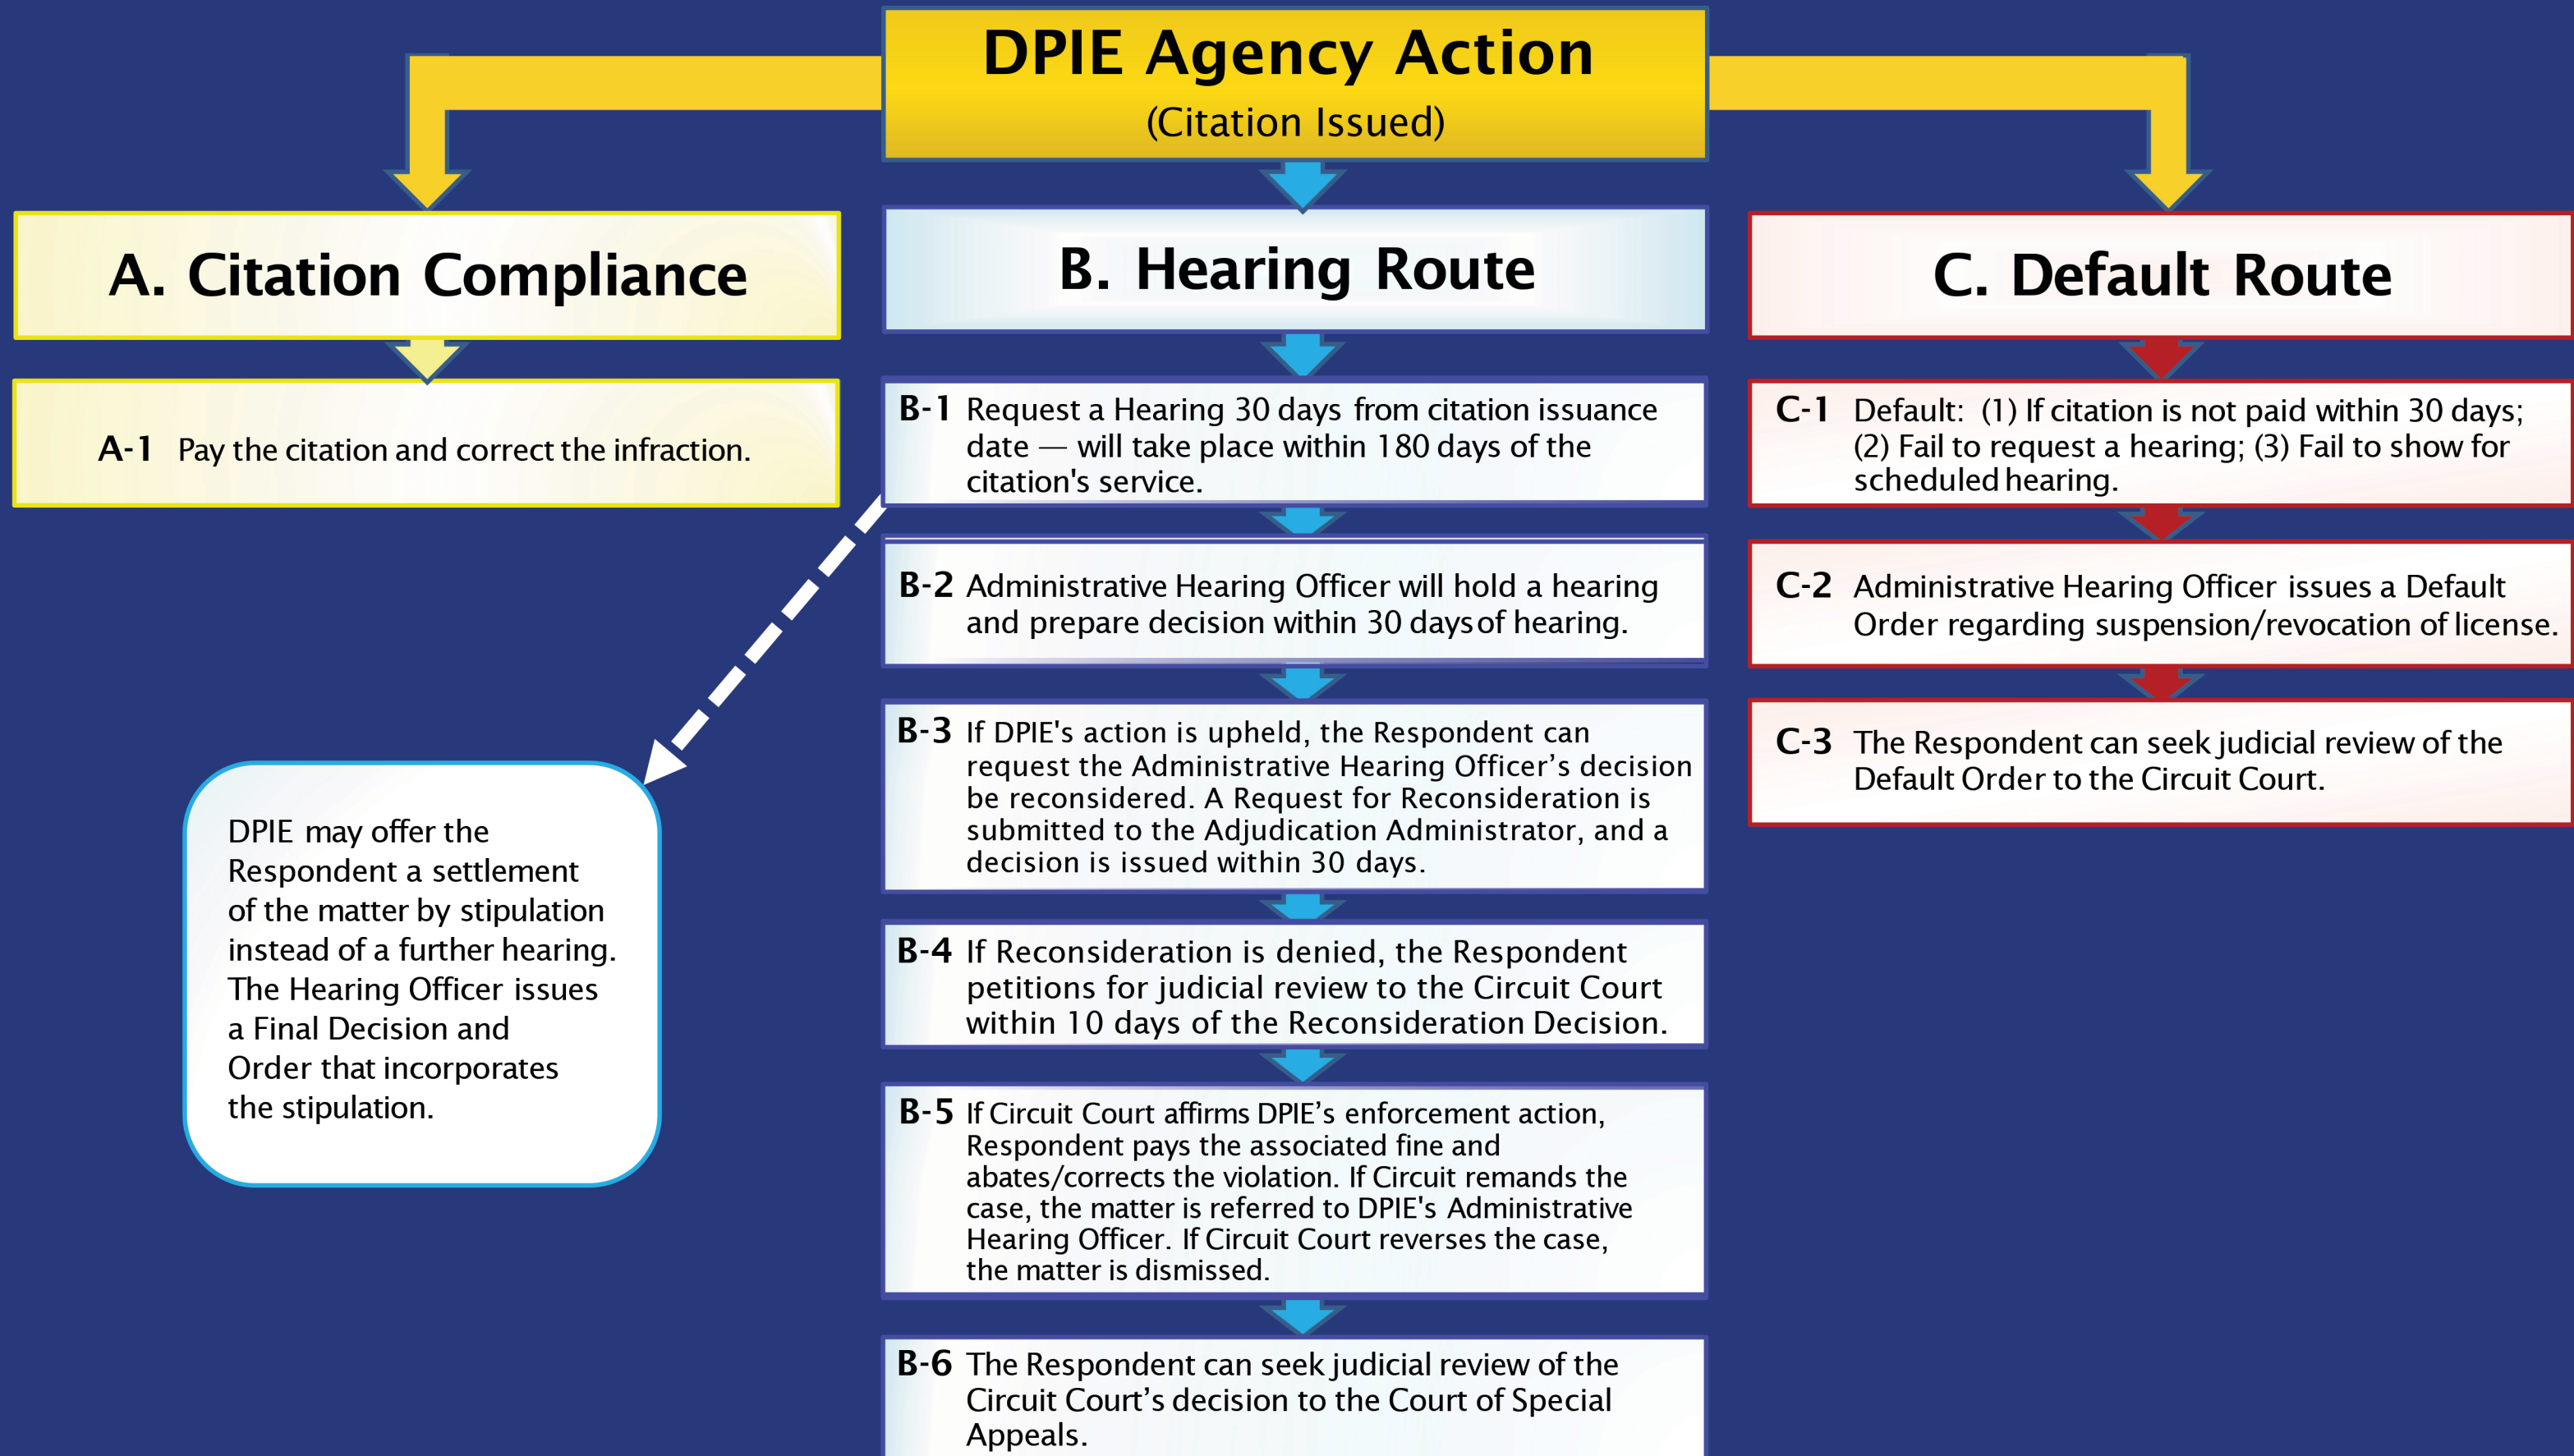 DPIE Agency Action
(Citation Issued)
A. Citation Compliance
A-1 Pay the citation and correct the infraction.
B. Hearing Route
B-1 Request a Hearing 30 days from citation issuance
date — will take place within 180 days of the
citation's service.
DPIE may offer the
Respondent a settlement
of the matter by stipulation
instead of a further hearing.
The Hearing Officer issues
a Final Decision and
Order that incorporates
the stipulation.
B-2 Administrative Hearing Officer will hold a hearing
and prepare decision within 30 days of hearing.
B-3 If DPIE's action is upheld, the Respondent can
request the Administrative Hearing Officer’s decision
be reconsidered. A Request for Reconsideration is
submitted to the Adjudication Administrator, and a
decision is issued within 30 days.
B-4 If Reconsideration is denied, the Respondent
petitions for judicial review to the Circuit Court
within 10 days of the Reconsideration Decision.
B-5 If Circuit Court affirms DPIE’s enforcement action,
Respondent pays the associated fine and
abates/corrects the violation. If Circuit remands the
case, the matter is referred to DPIE's Administrative
Hearing Officer. If Circuit Court reverses the case,
the matter is dismissed.
B-6 The Respondent can seek judicial review of the
Circuit Court’s decision to the Court of Special
Appeals.
C. Default Route
C-1 Default: (1) If citation is not paid within 30 days;
(2) Fail to request a hearing; (3) Fail to show for
scheduled hearing.
C-2 Administrative Hearing Officer issues a Default
Order regarding suspension/revocation of license.
C-3 The Respondent can seek judicial review of the
Default Order to the Circuit Court.